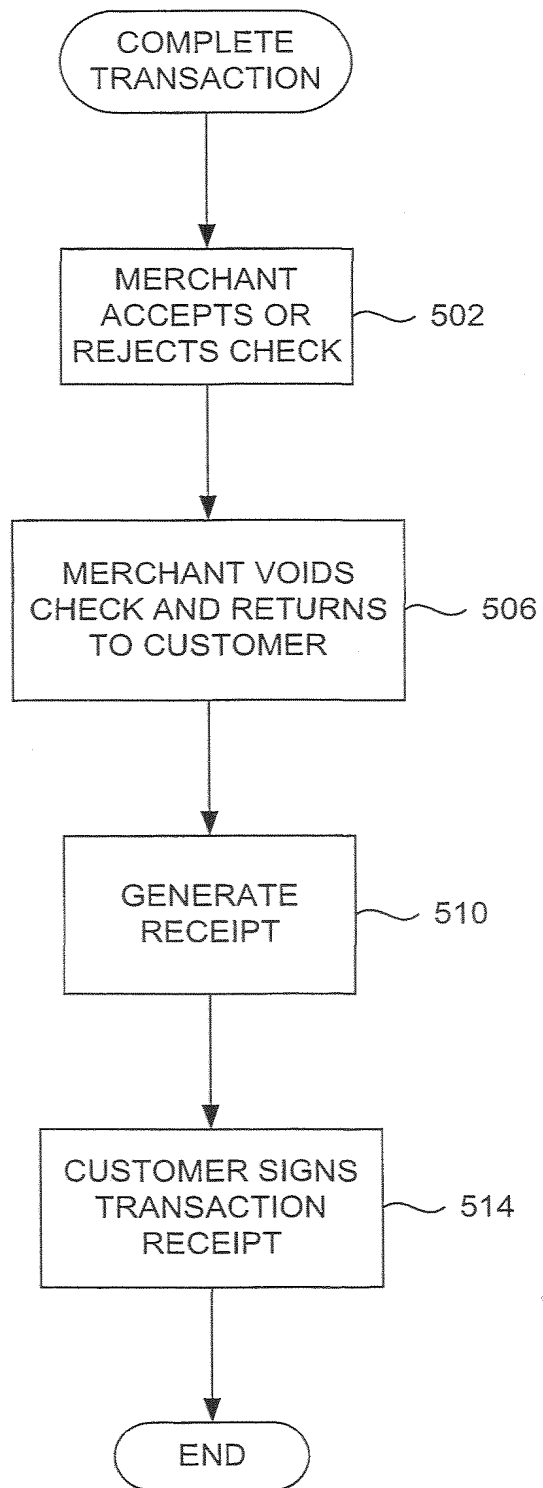 COMPLETE
TRANSACTION
MERCHANT
ACCEPTS OR
REJECTS CHECK
502
MERCHANT VOIDS
CHECK AND RETURNS
TO CUSTOMER
506
GENERATE
RECEIPT
510
CUSTOMER SIGNS
TRANSACTION
RECEIPT
514
END